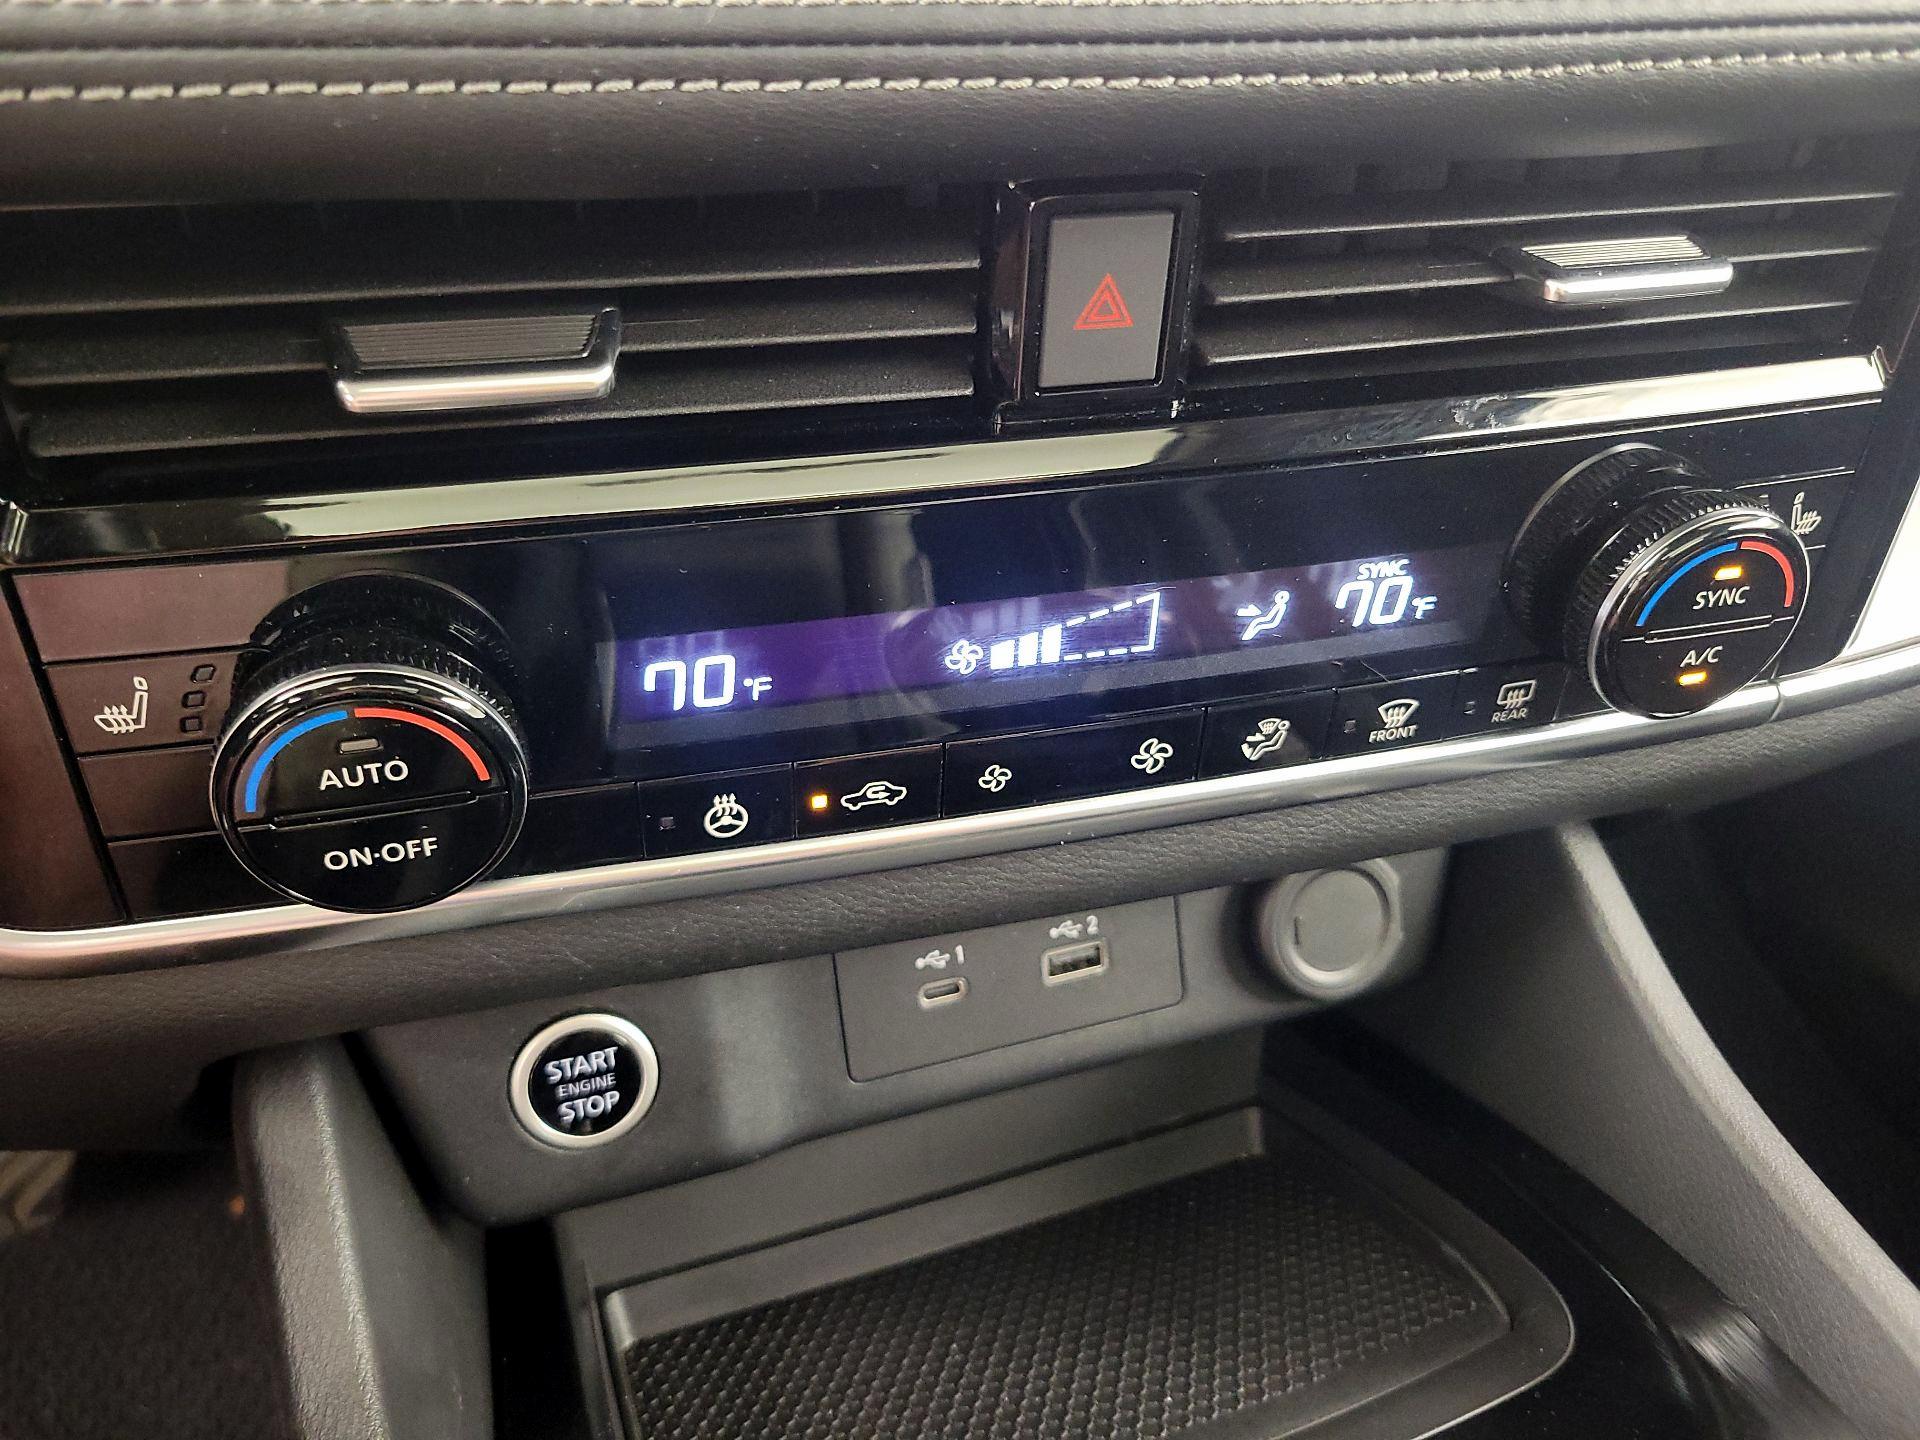 SYNC
70°F
70°F
SYNC
A/C
AUTO
ON·OFF
FRONT
REAR
1
2
START
ENGINE
STOP